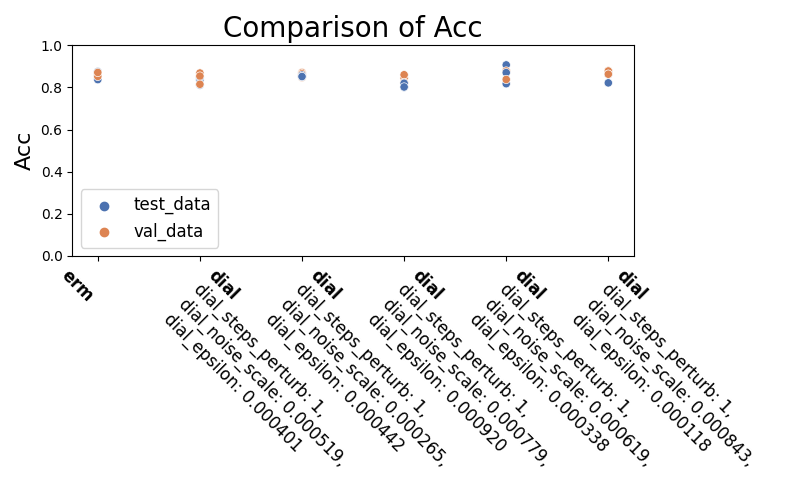 Comparison of Acc
Acc
1.0
0.8
0.6
0.4
0.2
0.0
test_data
val_data
erm
dial
dial_steps_perturb: 1,
dial_noise_scale: 0.000519,
dial_epsilon: 0.000401
dial
dial_steps_perturb: 1,
dial_noise_scale: 0.000265,
dial_epsilon: 0.000442
dial
dial_steps_perturb: 1,
dial_noise_scale: 0.000779,
dial_epsilon: 0.000920
dial
dial_steps_perturb: 1,
dial_noise_scale: 0.000619,
dial_epsilon: 0.000338
dial
dial_steps_perturb: 1,
dial_noise_scale: 0.000843,
dial_epsilon: 0.000118